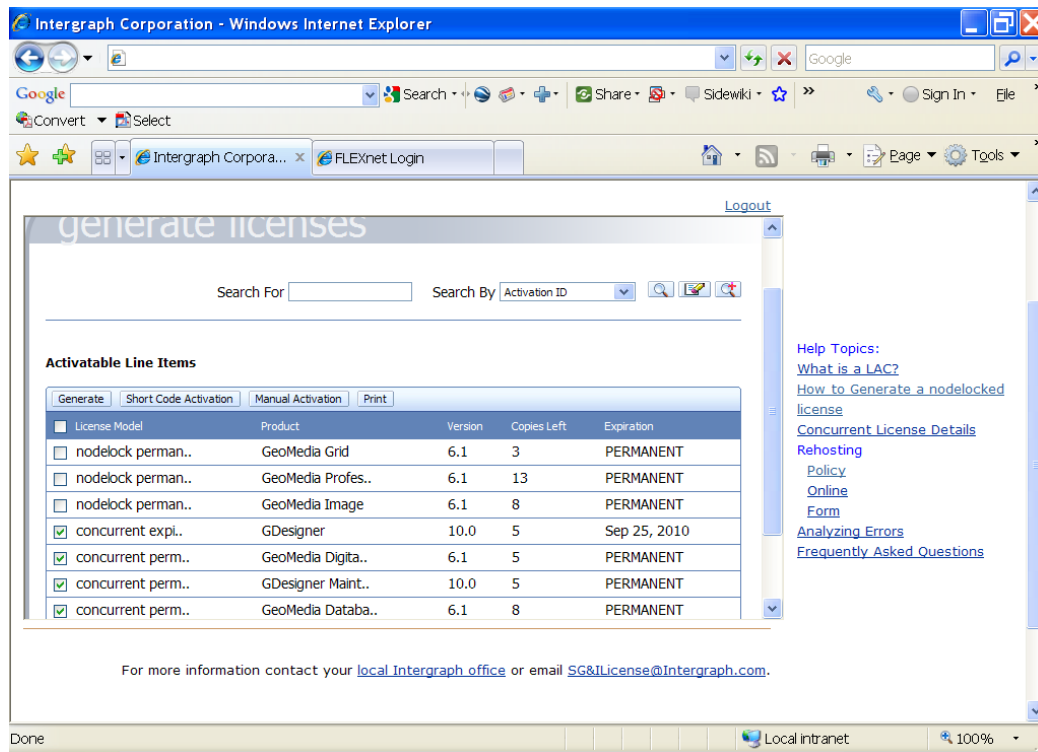 Intergraph Corporation - Windows Internet Explorer
Google
Google Search Share Sidewiki » Sign In File »
Convert Select
Intergraph Corpora... x FLEXnet Login Page Tools »
Logout
generate licenses
Search For Search By Activation ID
Activatable Line Items
Generate Short Code Activation Manual Activation Print
License Model Product Version Copies Left Expiration
nodelock perman.. GeoMedia Grid 6.1 3 PERMANENT
nodelock perman.. GeoMedia Profes.. 6.1 13 PERMANENT
nodelock perman.. GeoMedia Image 6.1 8 PERMANENT
concurrent expi.. GDesigner 10.0 5 Sep 25, 2010
concurrent perm.. GeoMedia Digita.. 6.1 5 PERMANENT
concurrent perm.. GDesigner Maint.. 10.0 5 PERMANENT
concurrent perm.. GeoMedia Databa.. 6.1 8 PERMANENT
Help Topics:
What is a LAC?
How to Generate a nodelocked
license
Concurrent License Details
Rehosting
Policy
Online
Form
Analyzing Errors
Frequently Asked Questions
For more information contact your local Intergraph office or email SG&ILicense@Intergraph.com.
Done Local intranet 100%